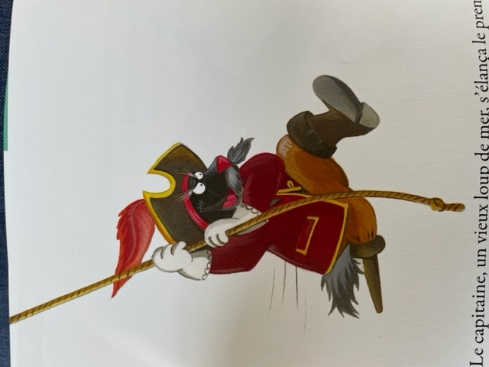 Le capitaine, un vieux loup de mer, s'élança le